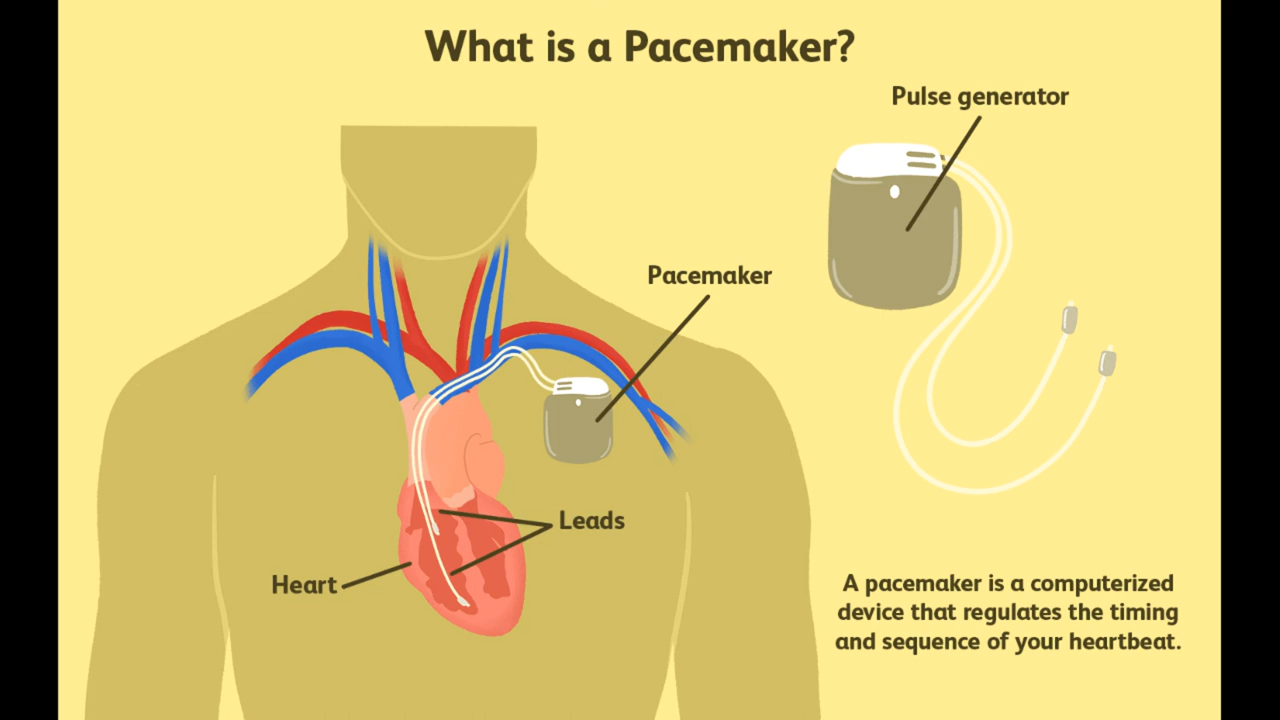 What is a Pacemaker?
Pulse generator
Pacemaker
Leads
Heart
A pacemaker is a computerized
device that regulates the timing
and sequence of your heartbeat.